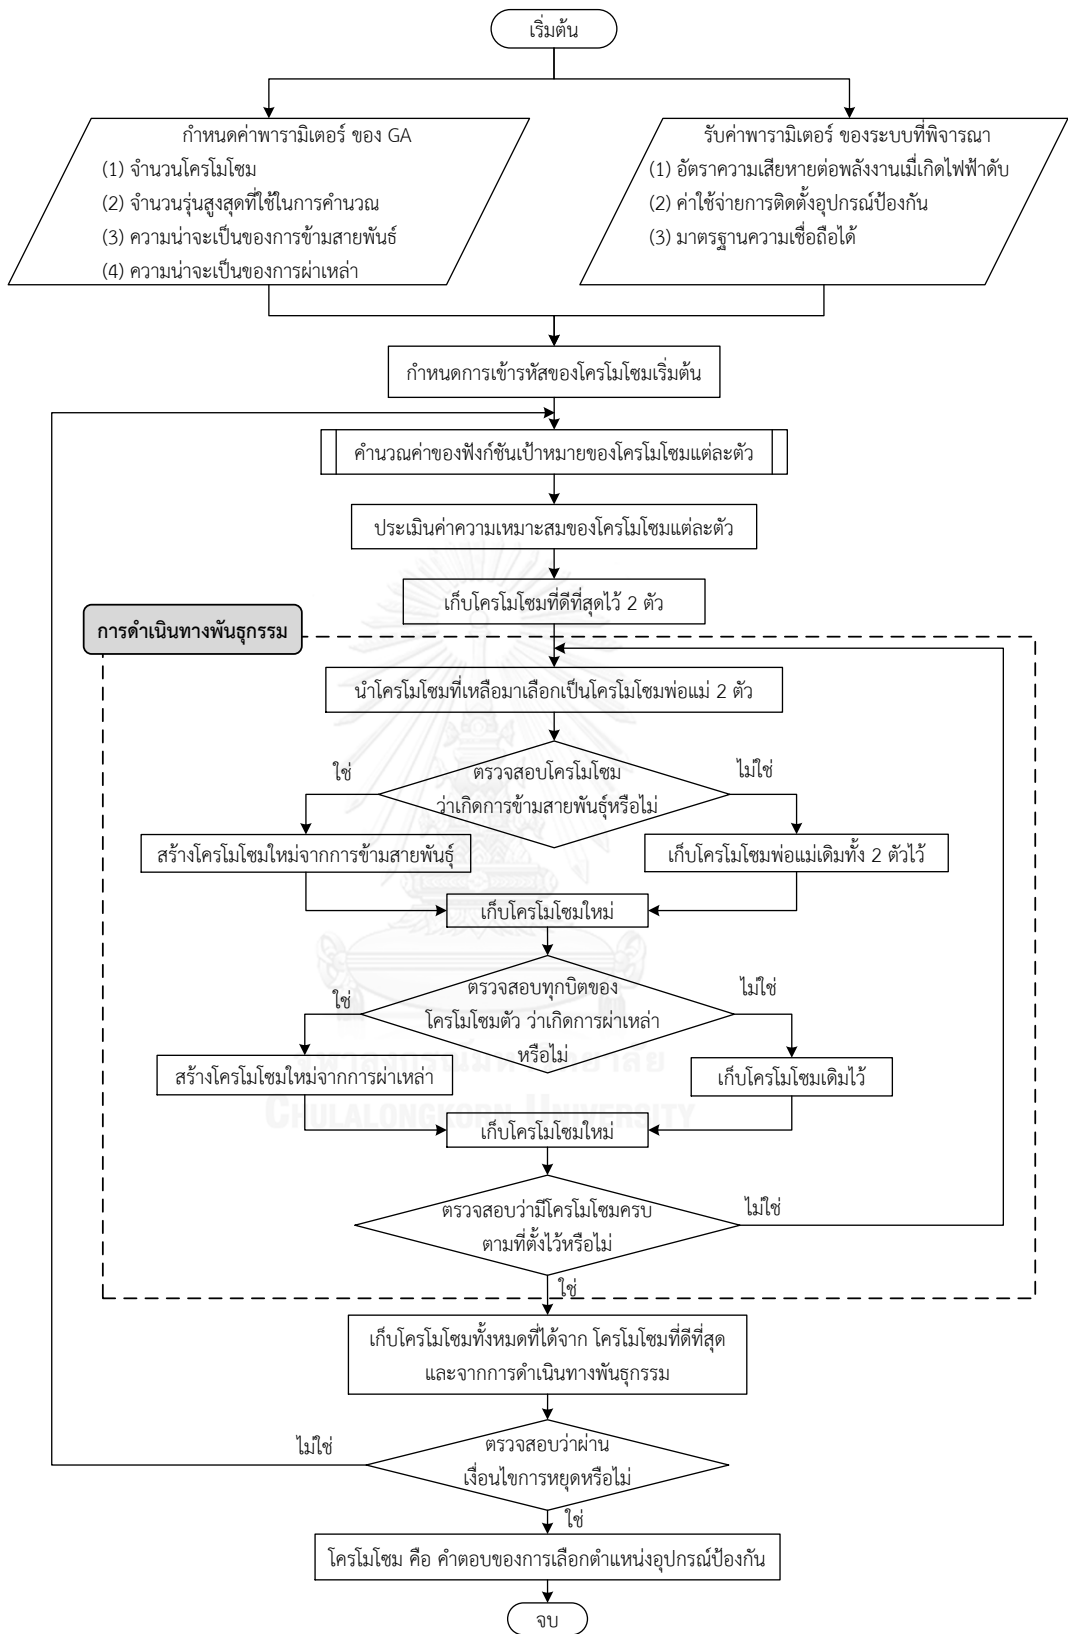 เริ่มต้น
กำหนดค่าพารามิเตอร์ ของ GA
(1) จำนวนโครโมโซม
(2) จำนวนรุ่นสูงสุดที่ใช้ในการคำนวณ
(3) ความน่าจะเป็นของการข้ามสายพันธ์
(4) ความน่าจะเป็นของการผ่าเหล่า
รับค่าพารามิเตอร์ ของระบบที่พิจารณา
(1) อัตราความเสียหายต่อพลังงานเมื่อเกิดไฟฟ้าดับ
(2) ค่าใช้จ่ายการติดตั้งอุปกรณ์ป้องกัน
(3) มาตรฐานความเชื่อถือได้
กำหนดการเข้ารหัสของโครโมโซมเริ่มต้น
คำนวณค่าของฟังก์ชันเป้าหมายของโครโมโซมแต่ละตัว
ประเมินค่าความเหมาะสมของโครโมโซมแต่ละตัว
เก็บโครโมโซมที่ดีที่สุดไว้ 2 ตัว
การดำเนินทางพันธุกรรม
นำโครโมโซมที่เหลือมาเลือกเป็นโครโมโซมพ่อแม่ 2 ตัว
ใช่
ตรวจสอบโครโมโซม
ว่าเกิดการข้ามสายพันธุ์หรือไม่
ไม่ใช่
สร้างโครโมโซมใหม่จากการข้ามสายพันธุ์
เก็บโครโมโซมพ่อแม่เดิมทั้ง 2 ตัวไว้
เก็บโครโมโซมใหม่
ใช่
ตรวจสอบทุกบิตของ
โครโมโซมตัว ว่าเกิดการผ่าเหล่า
หรือไม่
ไม่ใช่
จุฬาลงกรณ์มหาวิทยาลัย
สร้างโครโมโซมใหม่จากการผ่าเหล่า
เก็บโครโมโซมเดิมไว้
CHULALONGKORN UNIVERSITY
เก็บโครโมโซมใหม่
ตรวจสอบว่ามีโครโมโซมครบ
ตามที่ตั้งไว้หรือไม่
ไม่ใช่
ใช่
เก็บโครโมโซมทั้งหมดที่ได้จาก โครโมโซมที่ดีที่สุด
และจากการดำเนินทางพันธุกรรม
ไม่ใช่
ตรวจสอบว่าผ่าน
เงื่อนไขการหยุดหรือไม่
ใช่
โครโมโซม คือ คำตอบของการเลือกตำแหน่งอุปกรณ์ป้องกัน
จบ